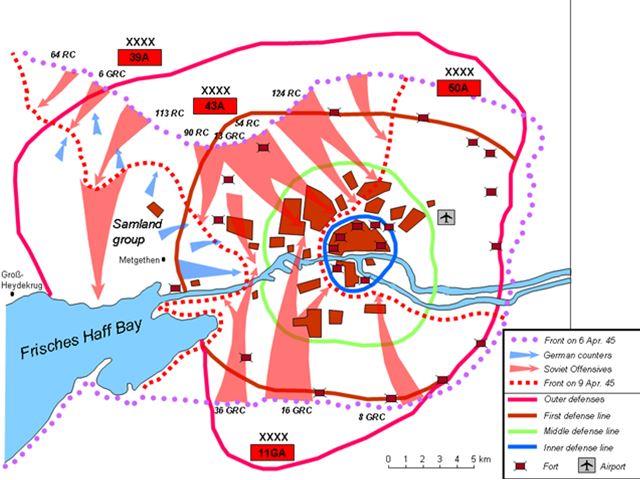 XXXX
39A
64 RC
6 GRC
XXXX
43A
XXXX
50A
124 RC
113 RC
54 RC
90 RC
13 GRC
Samland
group
Metgethen
Groß-
Heydekrug
Frisches Haff Bay
36 GRC
16 GRC
8 GRC
XXXX
11GA
0 1 2 3 4 5 km
Front on 6 Apr. 45
German counters
Soviet Offensives
Front on 9 Apr. 45
Outer defenses
First defense line
Middle defense line
Inner defense line
Fort
Airport